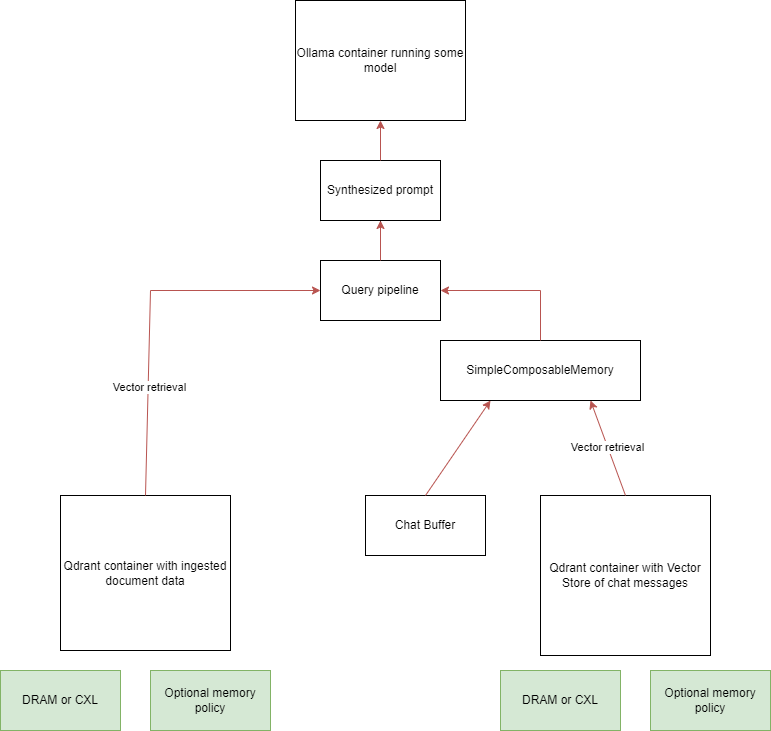 Ollama container running some
model
Synthesized prompt
Query pipeline
SimpleComposableMemory
Vector retrieval
Vector retrieval
Chat Buffer
Qdrant container with ingested
document data
Qdrant container with Vector
Store of chat messages
DRAM or CXL
Optional memory
policy
DRAM or CXL
Optional memory
policy